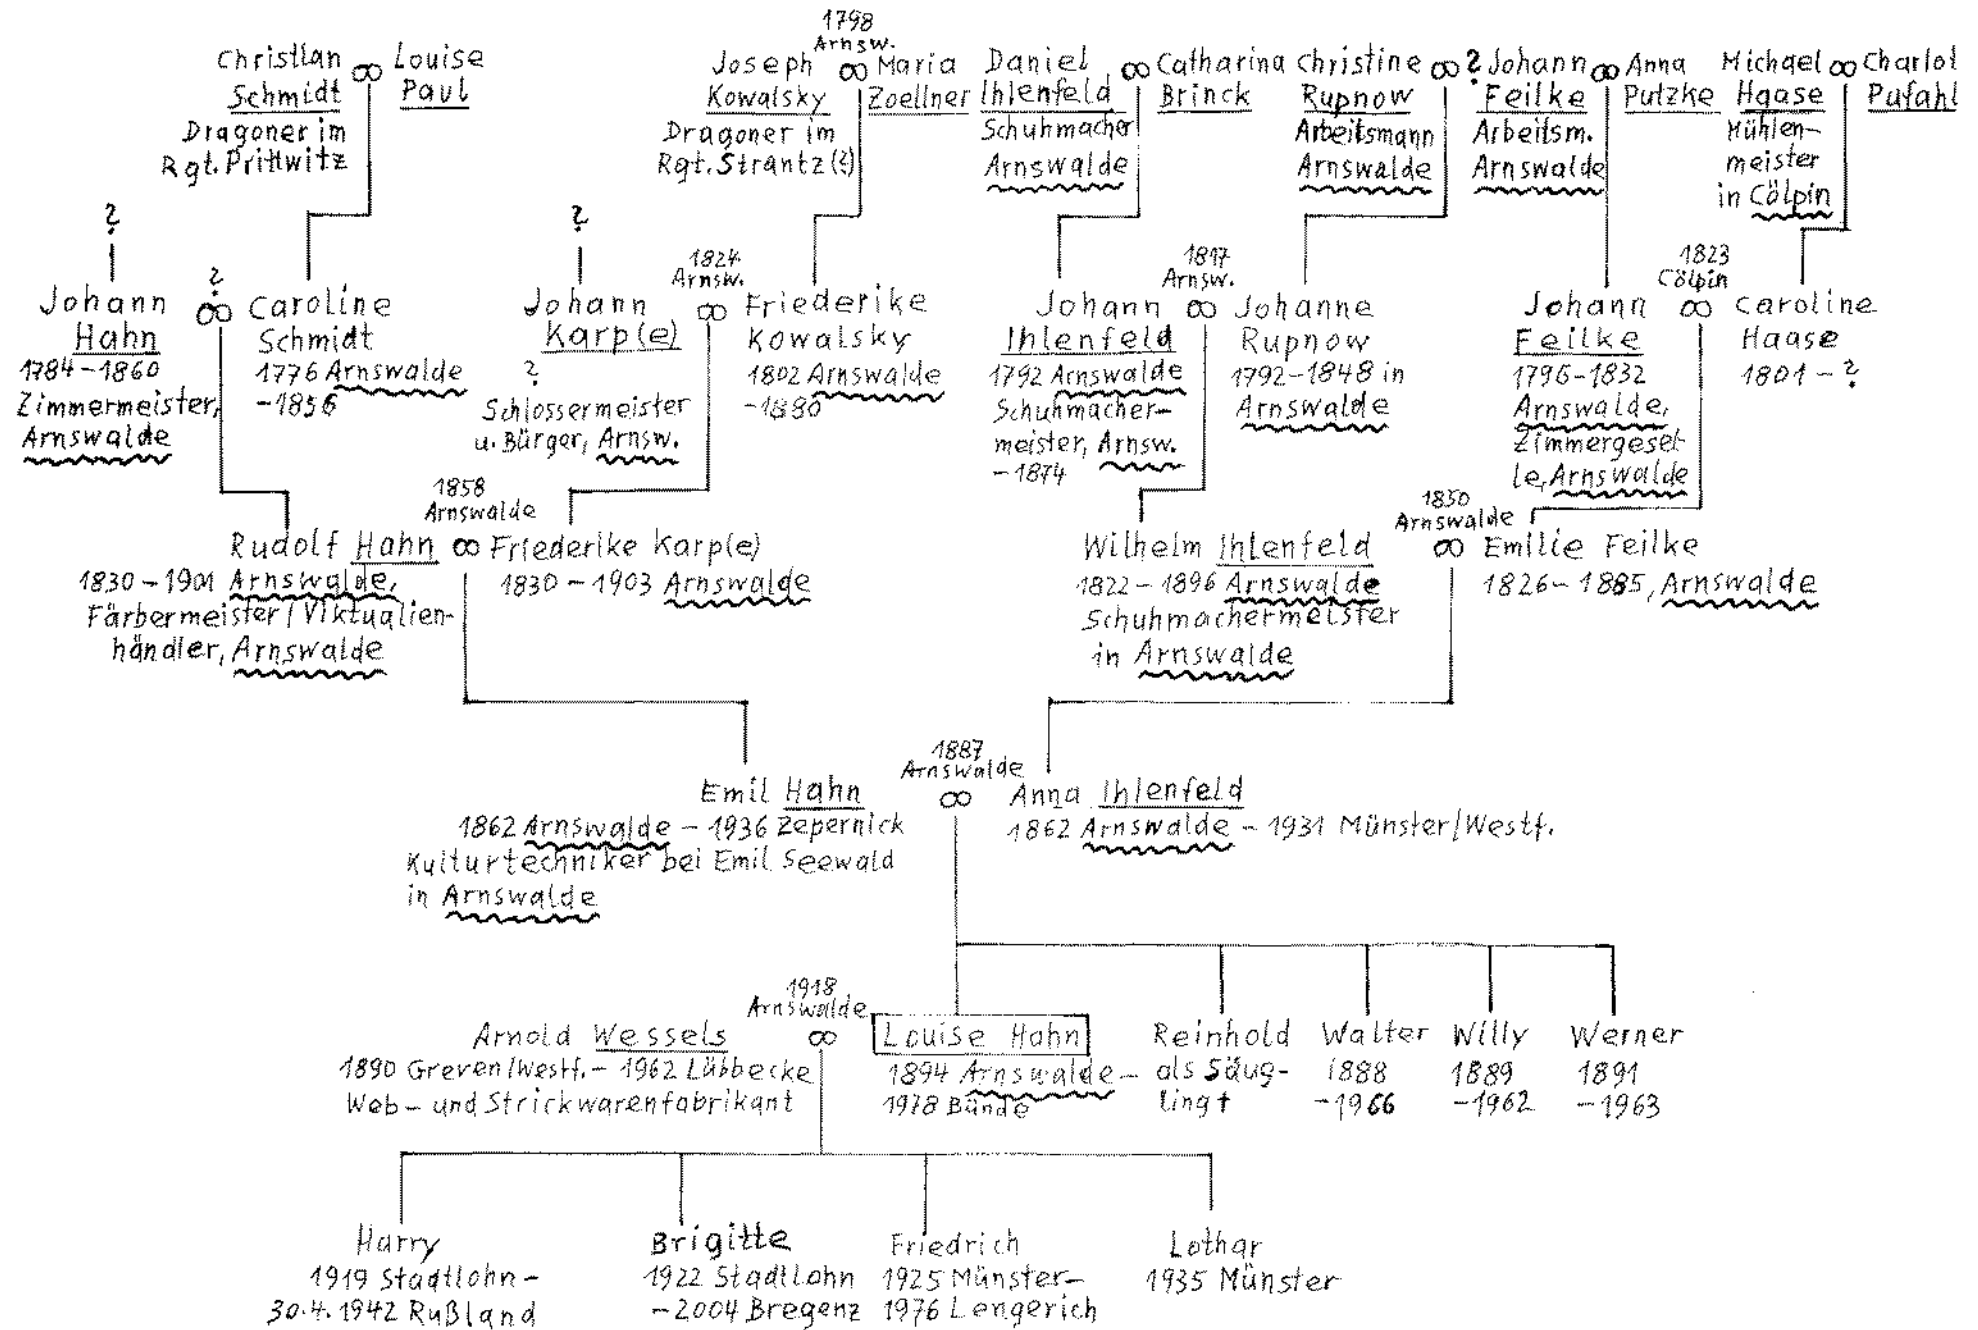 Christian ∞ Louise
Schmidt Paul
Dragoner im
Rgt. Prittwitz
1798
Arnsw.
Joseph ∞ Maria
Kowalsky Zoellner
Dragoner im
Rgt. Strantz (?)
Daniel ∞ Catharina
Ihlenfeld Brinck
Schuhmacher
Arnswalde
Christine ∞ ?
Rupnow
Arbeitsmann
Arnswalde
Johann ∞ Anna
Feilke Putzke
Arbeitsm.
Arnswalde
Michael ∞ Charlot
Haase Pufahl
Mühlen-
meister
in Cölpin
?
Johann
Hahn
1784-1860
Zimmermeister,
Arnswalde
?
∞ Caroline
Schmidt
1776 Arnswalde
-1856
?
Johann
Karp(e)
?
Schlossermeister
u. Bürger, Arnsw.
1824
Arnsw.
∞ Friederike
Kowalsky
1802 Arnswalde
-1880
Johann
Ihlenfeld
1792 Arnswalde
Schuhmacher-
meister, Arnsw.
-1874
1817
Arnsw.
∞ Johanne
Rupnow
1792-1848 in
Arnswalde
Johann
Feilke
1796-1832
Arnswalde,
Zimmergesel-
le, Arnswalde
1823
Cölpin
∞ Caroline
Haase
1801 - ?
1858
Arnswalde
Rudolf Hahn ∞ Friederike Karp(e)
1830-1901 Arnswalde,
Färbermeister/Viktualien-
händler, Arnswalde
1830-1903 Arnswalde
1850
Arnswalde
Wilhelm Ihlenfeld ∞ Emilie Feilke
1822-1896 Arnswalde
Schuhmachermeister
in Arnswalde
1826-1885, Arnswalde
1887
Arnswalde
Emil Hahn ∞ Anna Ihlenfeld
1862 Arnswalde - 1936 Zepernick
Kulturtechniker bei Emil Seewald
in Arnswalde
1862 Arnswalde - 1931 Münster/Westf.
1918
Arnswalde
Arnold Wessels ∞ Louise Hahn
1890 Greven/Westf. - 1962 Lübbecke
Web- und Strickwarenfabrikant
1894 Arnswalde -
1978 Bünde
Reinhold
als Säug-
ling †
Walter
1888
-1966
Willy
1889
-1962
Werner
1891
-1963
Harry
1919 Stadtlohn -
30.4.1942 Rußland
Brigitte
1922 Stadtlohn
-2004 Bregenz
Friedrich
1925 Münster-
1976 Lengerich
Lothar
1935 Münster